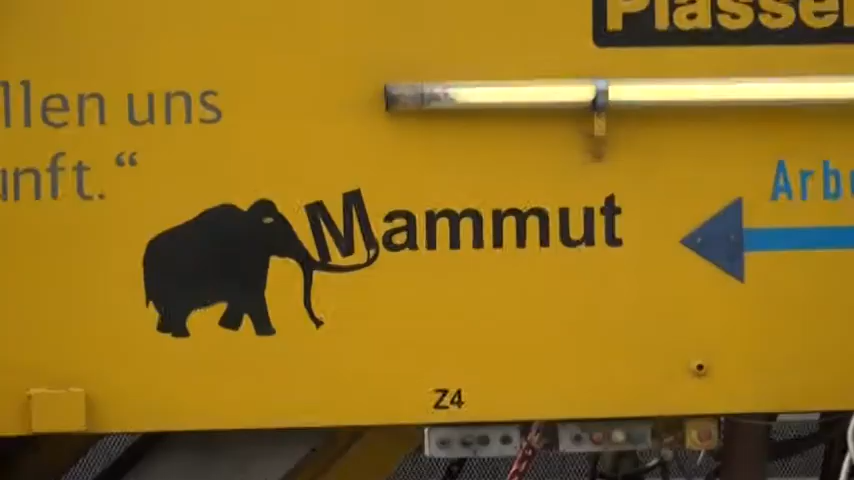 Plasser
llen uns
unft.“
Mammut
Arb
Z4